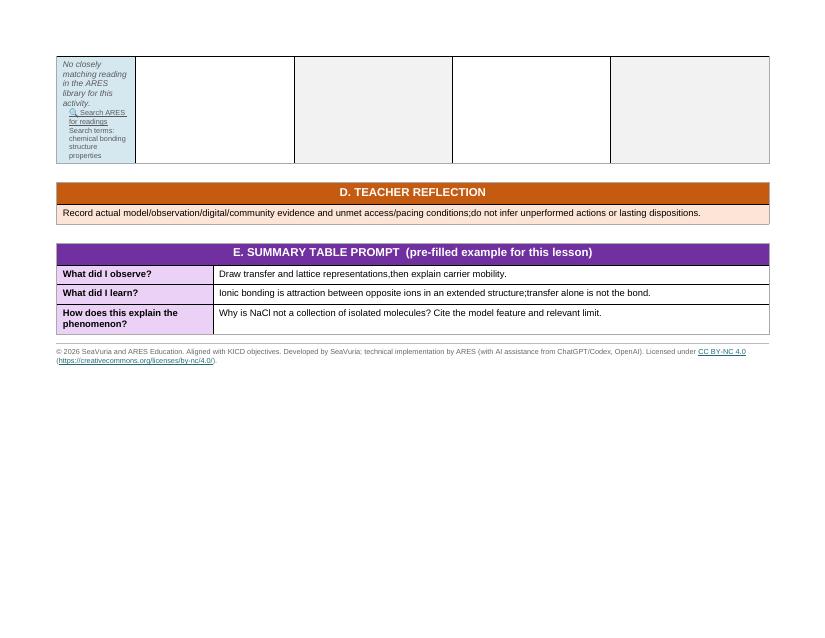 No closely
matching reading
in the ARES
library for this
activity.
🔍 Search ARES
for readings
Search terms:
chemical bonding
structure
properties
D. TEACHER REFLECTION
Record actual model/observation/digital/community evidence and unmet access/pacing conditions;do not infer unperformed actions or lasting dispositions.
E. SUMMARY TABLE PROMPT  (pre-filled example for this lesson)
What did I observe? Draw transfer and lattice representations,then explain carrier mobility.
What did I learn? Ionic bonding is attraction between opposite ions in an extended structure;transfer alone is not the bond.
How does this explain the Why is NaCl not a collection of isolated molecules? Cite the model feature and relevant limit.
phenomenon?
© 2026 SeaVuria and ARES Education. Aligned with KICD objectives. Developed by SeaVuria; technical implementation by ARES (with AI assistance from ChatGPT/Codex, OpenAI). Licensed under CC BY-NC 4.0
(https://creativecommons.org/licenses/by-nc/4.0/).